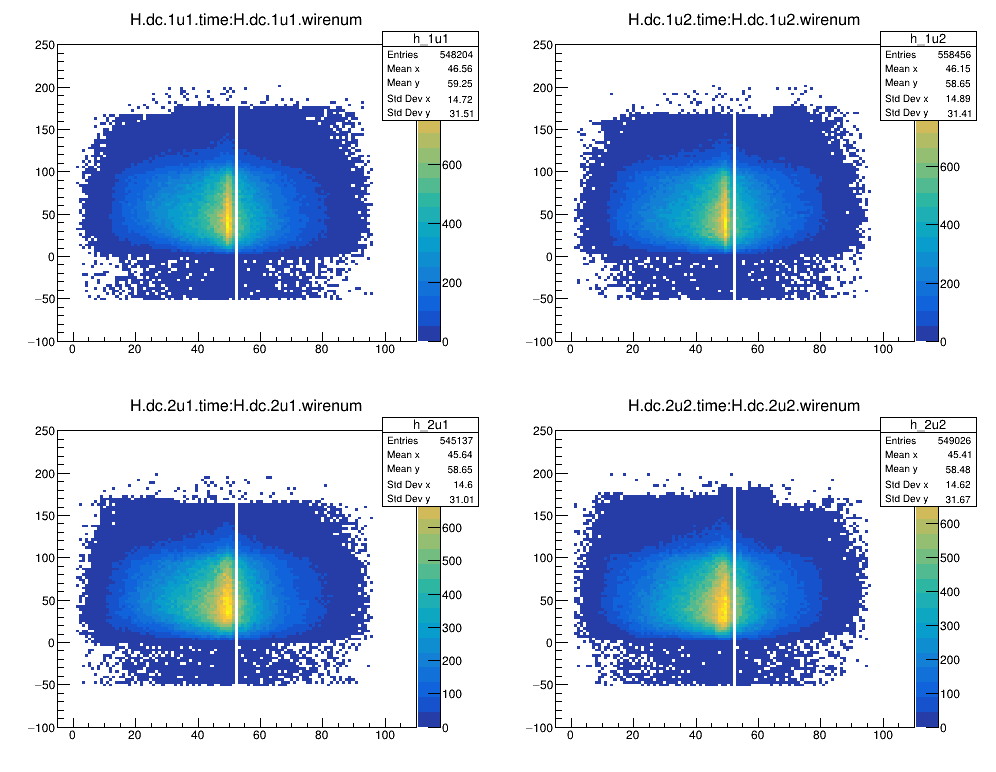 H.dc.1u1.time:H.dc.1u1.wirenum
h_1u1
Entries 548204
Mean x 46.56
Mean y 59.25
Std Dev x 14.72
Std Dev y 31.51
250
200
150
100
50
0
−50
−100
0 20 40 60 80 100
600
400
200
0
H.dc.1u2.time:H.dc.1u2.wirenum
h_1u2
Entries 558456
Mean x 46.15
Mean y 58.65
Std Dev x 14.89
Std Dev y 31.41
250
200
150
100
50
0
−50
−100
0 20 40 60 80 100
600
400
200
0
H.dc.2u1.time:H.dc.2u1.wirenum
h_2u1
Entries 545137
Mean x 45.64
Mean y 58.65
Std Dev x 14.6
Std Dev y 31.01
250
200
150
100
50
0
−50
−100
0 20 40 60 80 100
600
500
400
300
200
100
0
H.dc.2u2.time:H.dc.2u2.wirenum
h_2u2
Entries 549026
Mean x 45.41
Mean y 58.48
Std Dev x 14.62
Std Dev y 31.67
250
200
150
100
50
0
−50
−100
0 20 40 60 80 100
600
500
400
300
200
100
0